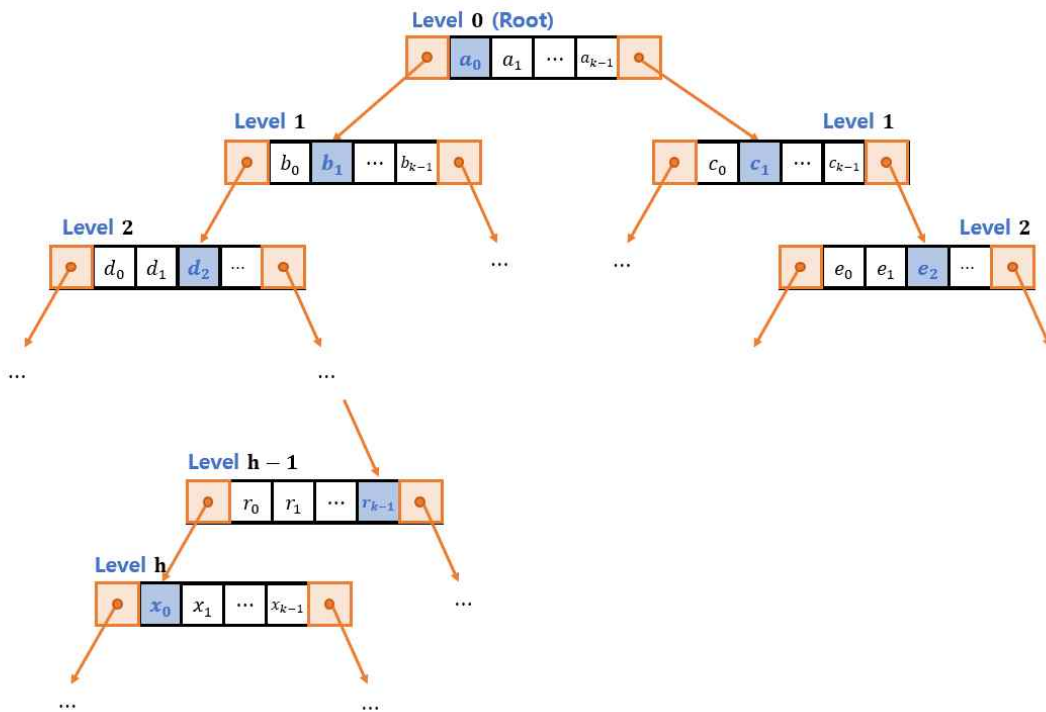 Level 0 (Root)
a₀ a₁ ⋯ aₖ₋₁
Level 1
Level 1
b₀ b₁ ⋯ bₖ₋₁
c₀ c₁ ⋯ cₖ₋₁
Level 2
Level 2
d₀ d₁ d₂ ⋯
⋯
⋯
e₀ e₁ e₂ ⋯
⋯
⋯
Level h − 1
r₀ r₁ ⋯ rₖ₋₁
Level h
x₀ x₁ ⋯ xₖ₋₁
⋯
⋯
⋯